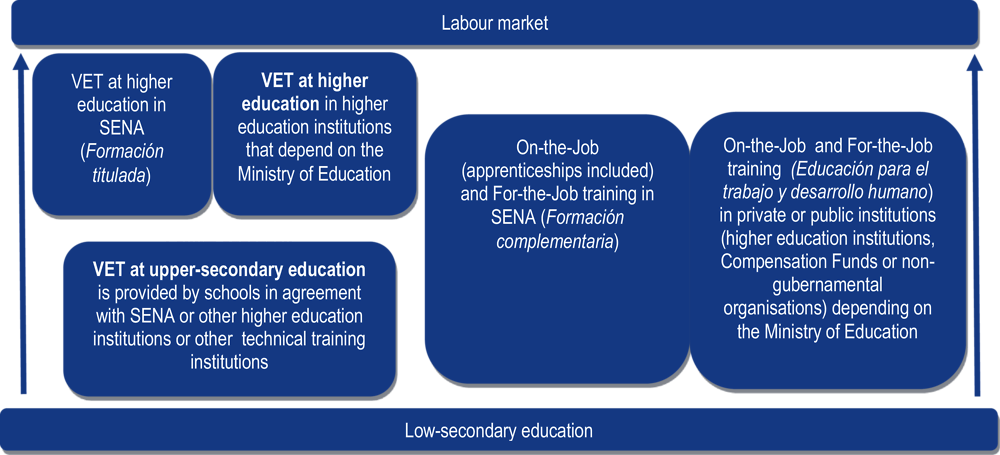 Labour market
VET at higher
education in
SENA
(Formación
titulada)
VET at higher
education in higher
education institutions
that depend on the
Ministry of Education
On-the-Job
(apprenticeships included)
and For-the-Job training in
SENA (Formación
complementaria)
On-the-Job and For-the-Job
training (Educación para el
trabajo y desarrollo humano)
in private or public institutions
(higher education institutions,
Compensation Funds or non-
gubernamental
organisations) depending on
the Ministry of Education
VET at upper-secondary education
is provided by schools in agreement
with SENA or other higher education
institutions or other technical training
institutions
Low-secondary education